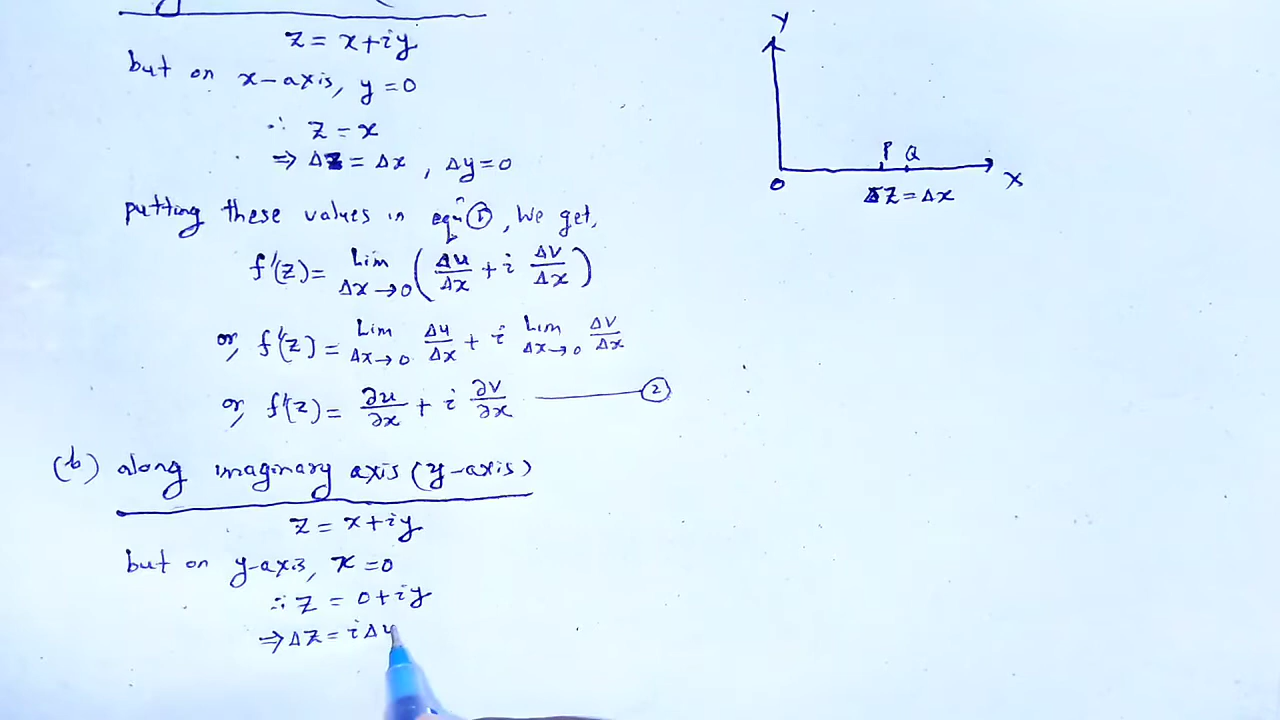 z = x+iy
but on x-axis, y = 0
∴ z = x
⇒ Δz = Δx , Δy = 0
putting these values in eqⁿ ①, We get,
f'(z) = Lim Δx→0 ( Δu/Δx + i Δv/Δx )
or, f'(z) = Lim Δx→0 Δu/Δx + i Lim Δx→0 Δv/Δx
or, f'(z) = ∂u/∂x + i ∂v/∂x ——— ②
(b) along imaginary axis (y-axis)
z = x+iy
but on y-axis, x = 0
∴ z = 0+iy
⇒ Δz = iΔy
Y
P Q
O X
Δz = Δx